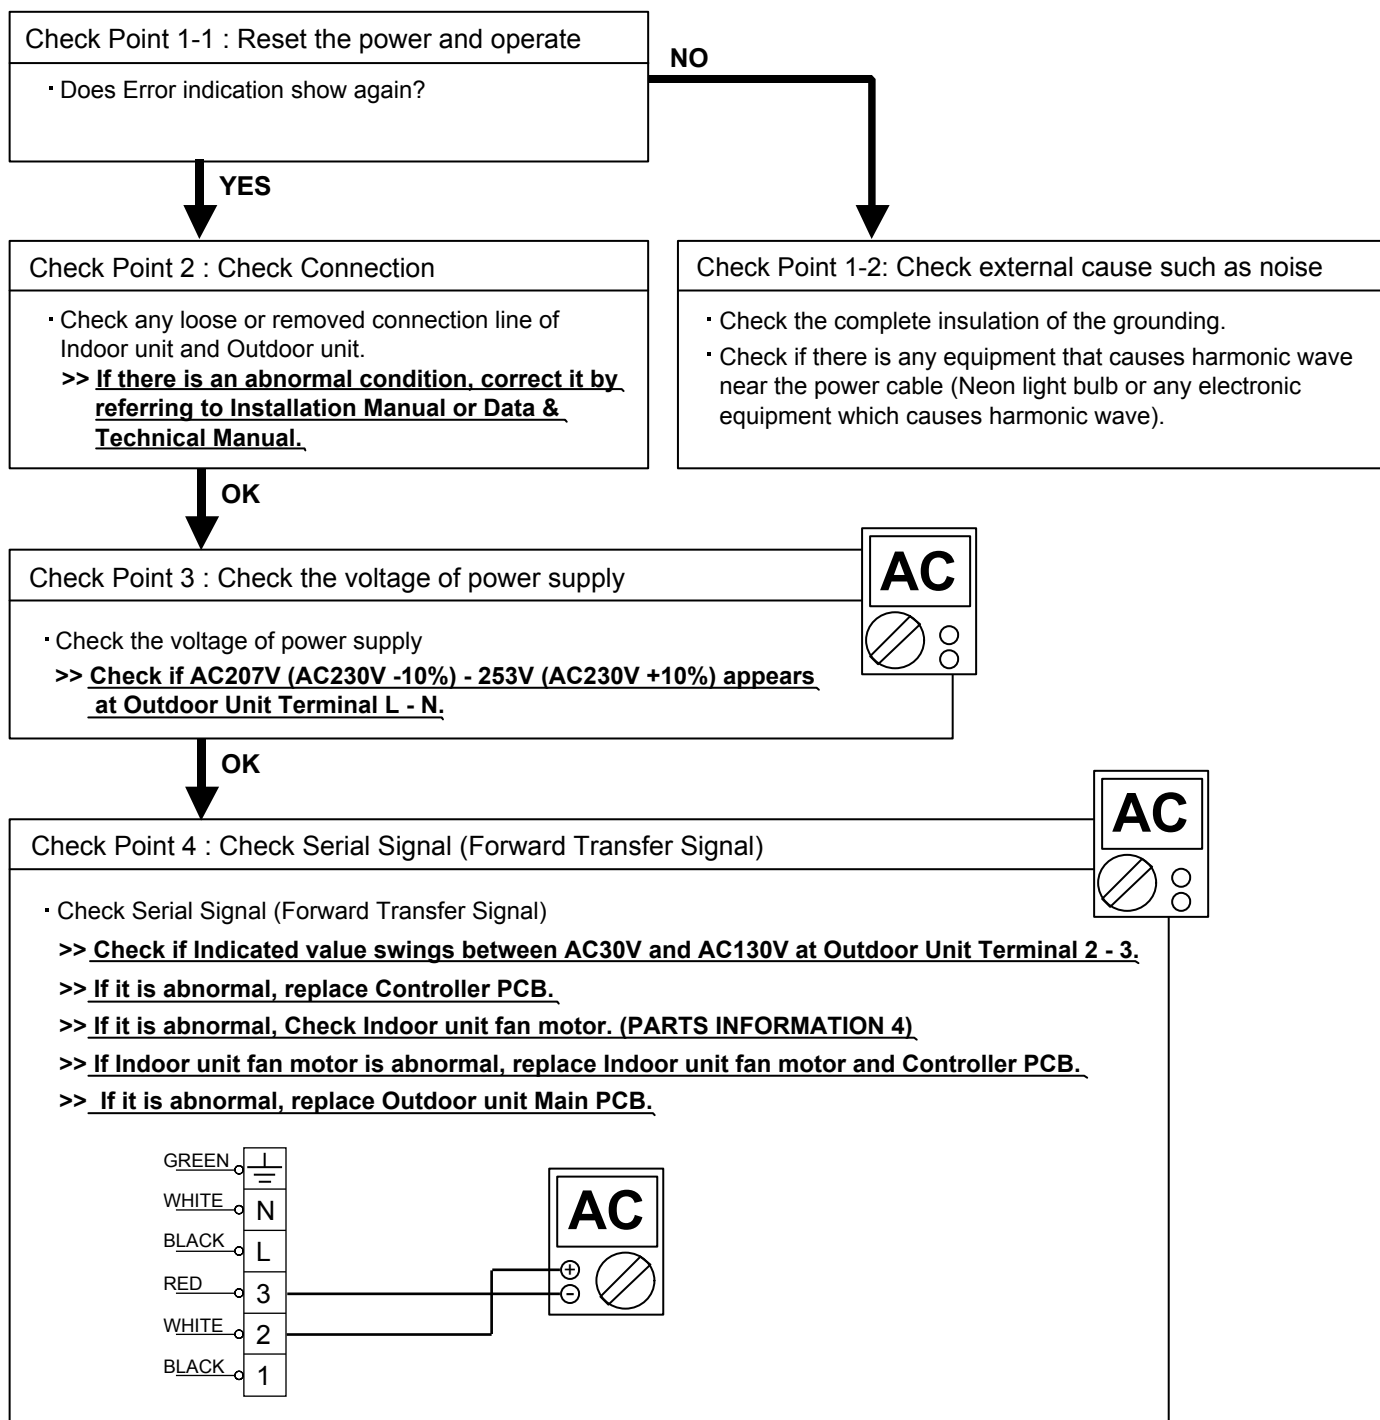 Check Point 1-1 : Reset the power and operate
· Does Error indication show again?
NO
YES
Check Point 2 : Check Connection
· Check any loose or removed connection line of
Indoor unit and Outdoor unit.
>> If there is an abnormal condition, correct it by
referring to Installation Manual or Data &
Technical Manual.
Check Point 1-2: Check external cause such as noise
· Check the complete insulation of the grounding.
· Check if there is any equipment that causes harmonic wave
near the power cable (Neon light bulb or any electronic
equipment which causes harmonic wave).
OK
Check Point 3 : Check the voltage of power supply
AC
· Check the voltage of power supply
>> Check if AC207V (AC230V -10%) - 253V (AC230V +10%) appears
at Outdoor Unit Terminal L - N.
OK
Check Point 4 : Check Serial Signal (Forward Transfer Signal)
AC
· Check Serial Signal (Forward Transfer Signal)
>> Check if Indicated value swings between AC30V and AC130V at Outdoor Unit Terminal 2 - 3.
>> If it is abnormal, replace Controller PCB.
>> If it is abnormal, Check Indoor unit fan motor. (PARTS INFORMATION 4)
>> If Indoor unit fan motor is abnormal, replace Indoor unit fan motor and Controller PCB.
>> If it is abnormal, replace Outdoor unit Main PCB.
GREEN
WHITE N
BLACK L
RED 3
WHITE 2
BLACK 1
AC
+
-